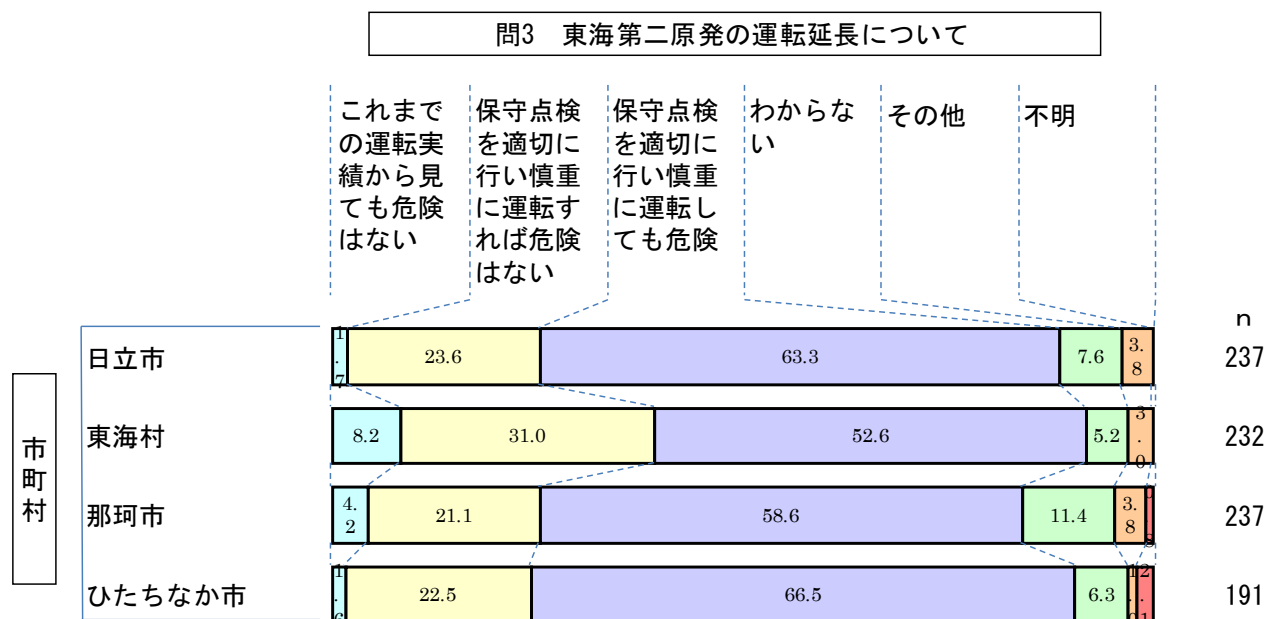 問3　東海第二原発の運転延長について
これまで
の運転実
績から見
ても危険
はない
保守点検
を適切に
行い慎重
に運転す
れば危険
はない
保守点検
を適切に
行い慎重
に運転し
ても危険
わからな
い
その他
不明
n
市町村
日立市 1.7 23.6 63.3 7.6 3.8 237
東海村 8.2 31.0 52.6 5.2 3.0 232
那珂市 4.2 21.1 58.6 11.4 3.8 237
ひたちなか市 1.6 22.5 66.5 6.3 1.0 2.1 191